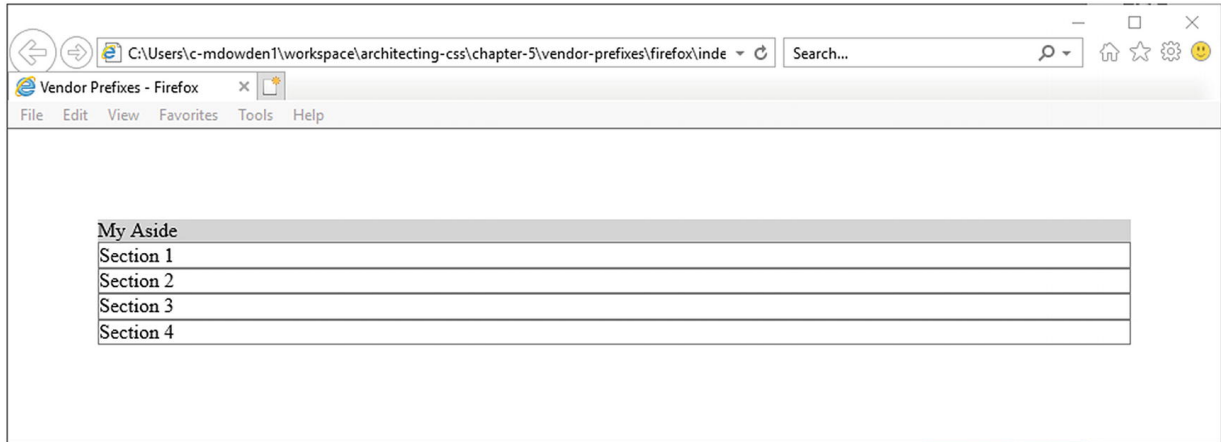 C:\Users\c-mdowden1\workspace\architecting-css\chapter-5\vendor-prefixes\firefox\inde
Search...
Vendor Prefixes - Firefox
File Edit View Favorites Tools Help
My Aside
Section 1
Section 2
Section 3
Section 4